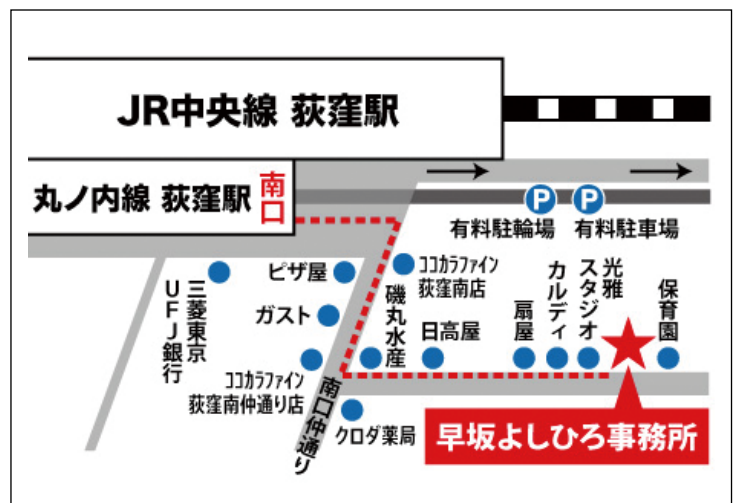 JR中央線 荻窪駅
丸ノ内線 荻窪駅
南口
P
P
有料駐輪場
有料駐車場
ピザ屋
ココカラファイン
荻窪南店
三菱東京
UFJ銀行
ガスト
磯丸水産
日高屋
扇屋
カルディ
光雅
スタジオ
保育園
ココカラファイン
荻窪南仲通り店
南口仲通り
クロダ薬局
早坂よしひろ事務所